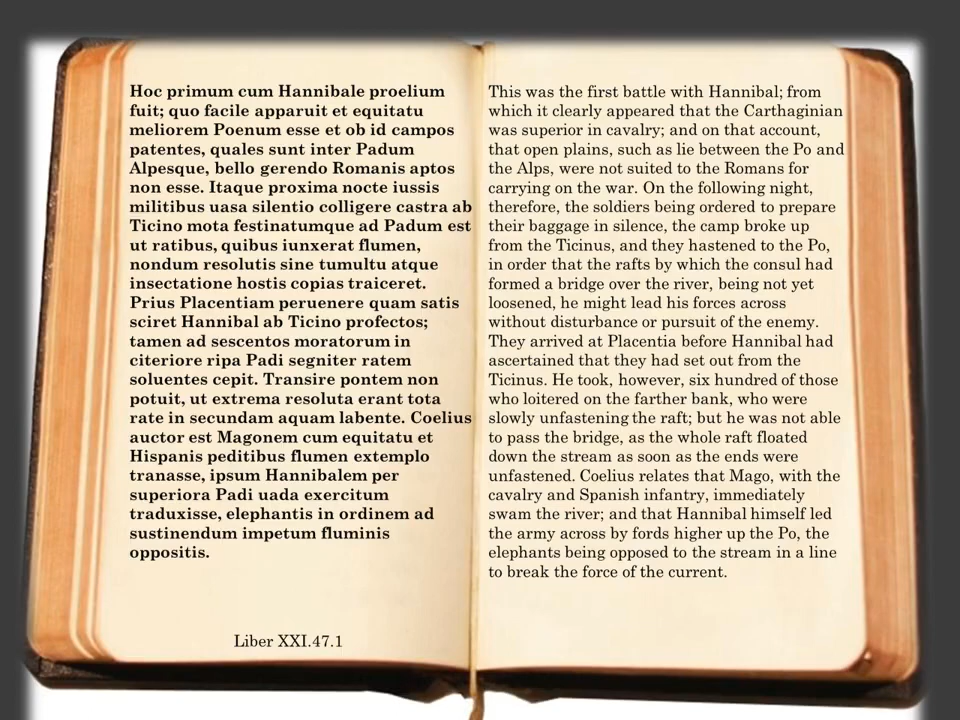 Hoc primum cum Hannibale proelium
fuit; quo facile apparuit et equitatu
meliorem Poenum esse et ob id campos
patentes, quales sunt inter Padum
Alpesque, bello gerendo Romanis aptos
non esse. Itaque proxima nocte iussis
militibus uasa silentio colligere castra ab
Ticino mota festinatumque ad Padum est
ut ratibus, quibus iunxerat flumen,
nondum resolutis sine tumultu atque
insectatione hostis copias traiceret.
Prius Placentiam peruenere quam satis
sciret Hannibal ab Ticino profectos;
tamen ad sescentos moratorum in
citeriore ripa Padi segniter ratem
soluentes cepit. Transire pontem non
potuit, ut extrema resoluta erant tota
rate in secundam aquam labente. Coelius
auctor est Magonem cum equitatu et
Hispanis peditibus flumen extemplo
tranasse, ipsum Hannibalem per
superiora Padi uada exercitum
traduxisse, elephantis in ordinem ad
sustinendum impetum fluminis
oppositis.
Liber XXI.47.1
This was the first battle with Hannibal; from
which it clearly appeared that the Carthaginian
was superior in cavalry; and on that account,
that open plains, such as lie between the Po and
the Alps, were not suited to the Romans for
carrying on the war. On the following night,
therefore, the soldiers being ordered to prepare
their baggage in silence, the camp broke up
from the Ticinus, and they hastened to the Po,
in order that the rafts by which the consul had
formed a bridge over the river, being not yet
loosened, he might lead his forces across
without disturbance or pursuit of the enemy.
They arrived at Placentia before Hannibal had
ascertained that they had set out from the
Ticinus. He took, however, six hundred of those
who loitered on the farther bank, who were
slowly unfastening the raft; but he was not able
to pass the bridge, as the whole raft floated
down the stream as soon as the ends were
unfastened. Coelius relates that Mago, with the
cavalry and Spanish infantry, immediately
swam the river; and that Hannibal himself led
the army across by fords higher up the Po, the
elephants being opposed to the stream in a line
to break the force of the current.